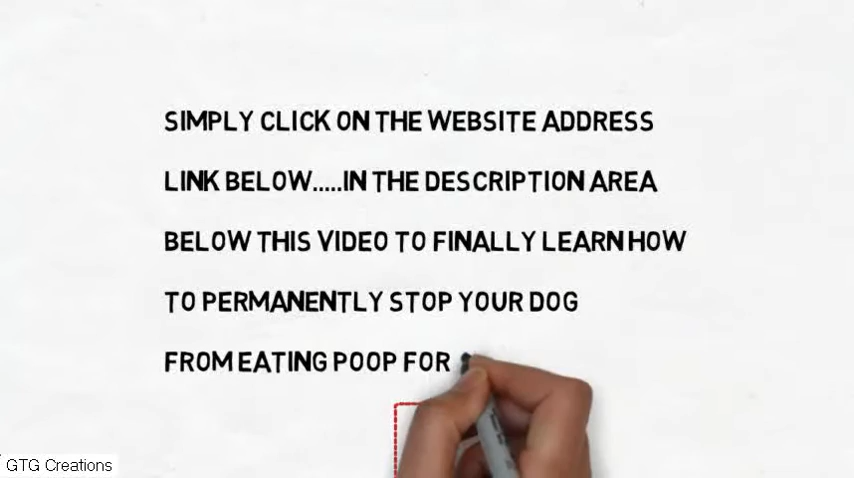 SIMPLY CLICK ON THE WEBSITE ADDRESS
LINK BELOW.....IN THE DESCRIPTION AREA
BELOW THIS VIDEO TO FINALLY LEARN HOW
TO PERMANENTLY STOP YOUR DOG
FROM EATING POOP FOR
GTG Creations